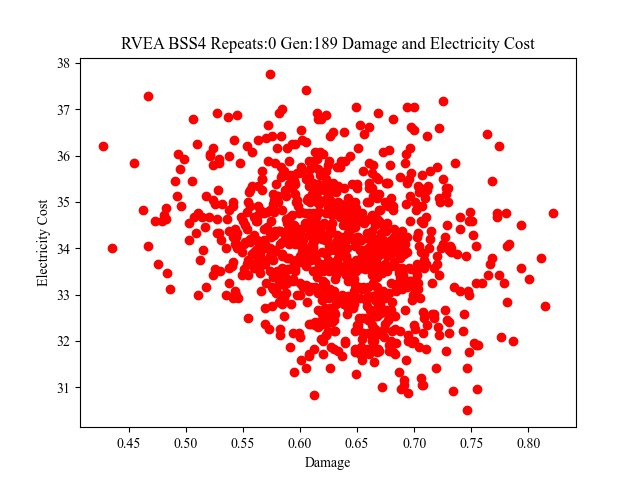 RVEA BSS4 Repeats:0 Gen:189 Damage and Electricity Cost
38
37
36
35
34
33
32
31
Electricity Cost
0.45 0.50 0.55 0.60 0.65 0.70 0.75 0.80
Damage